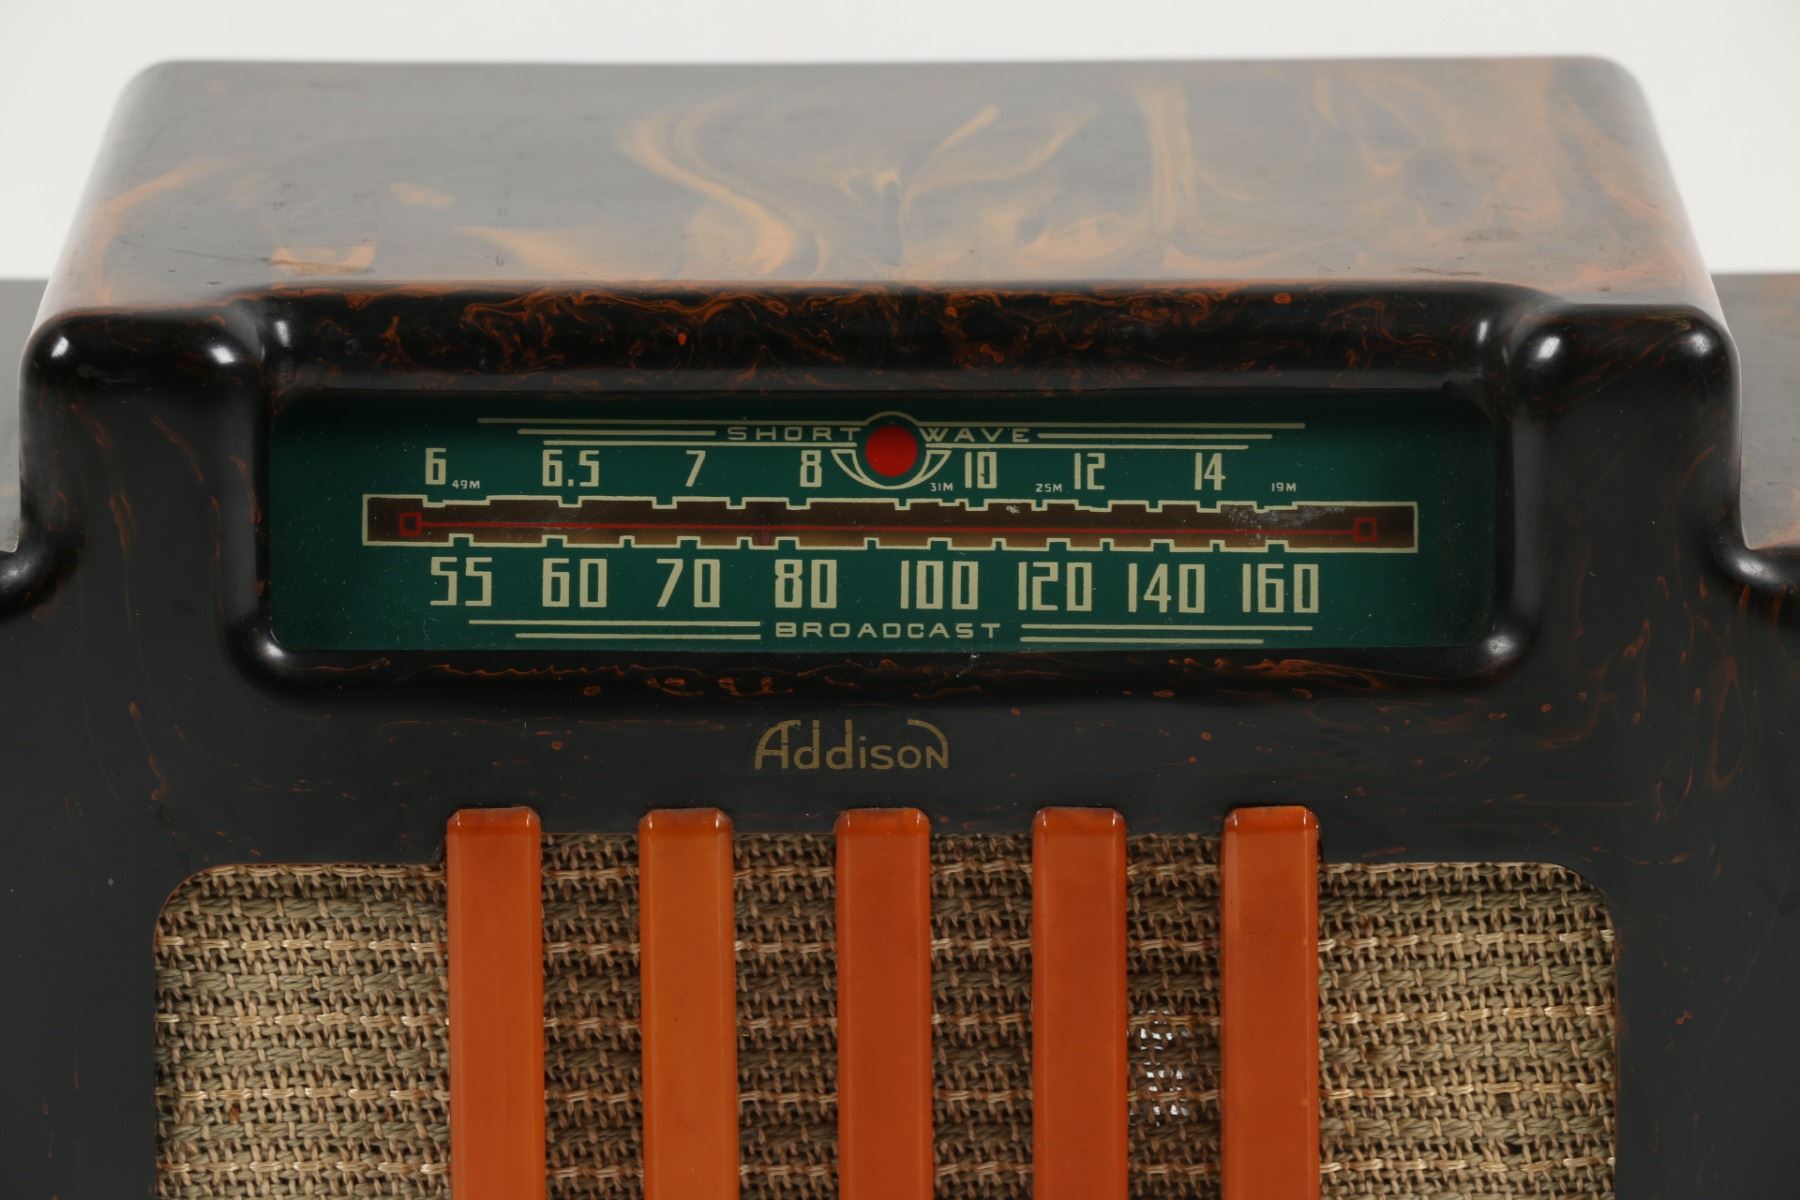 SHORT WAVE
6 6.5 7 8 10 12 14
49M 31M 25M 19M
55 60 70 80 100 120 140 160
BROADCAST
Addison